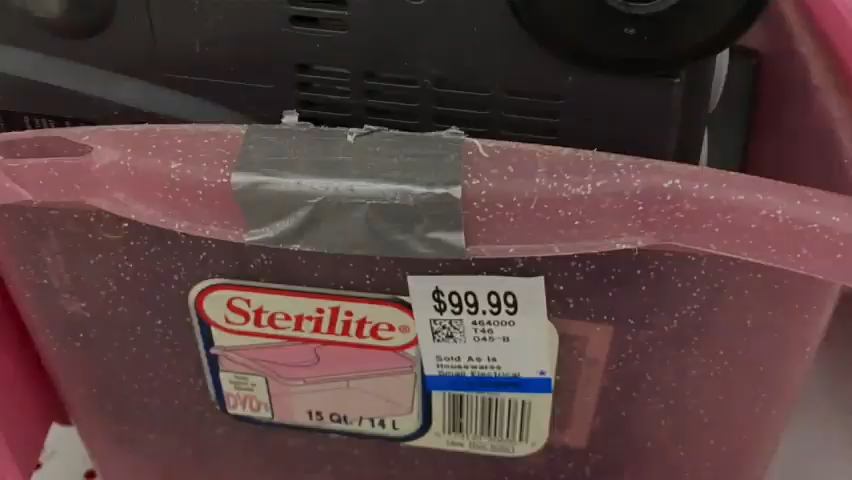 $99.99
464000
T46
045-B
Sold As Is
Housewares
Small Electrical
Sterilite®
DVD's
15 Qt. / 14 L